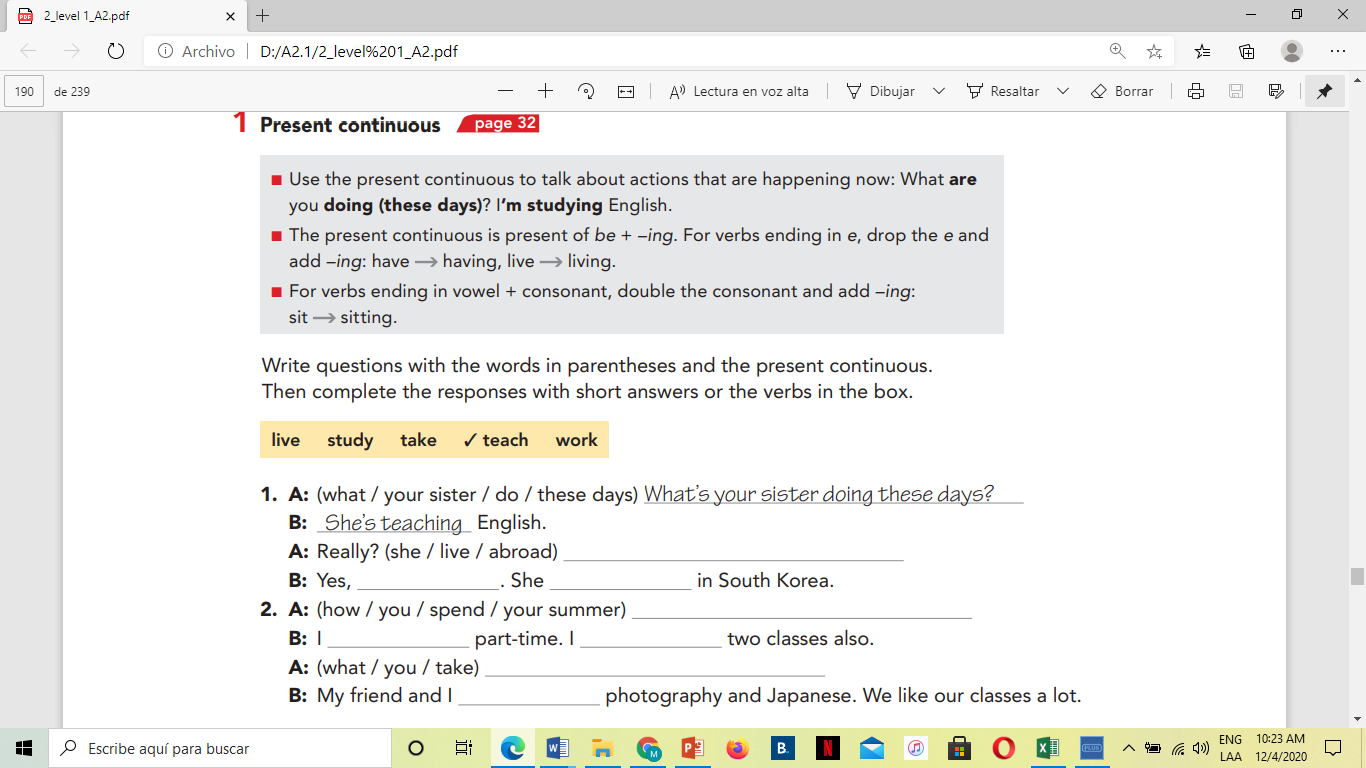 2_level 1_A2.pdf
Archivo D:/A2.1/2_level%201_A2.pdf
190 de 239 Lectura en voz alta Dibujar Resaltar Borrar
1 Present continuous page 32
■ Use the present continuous to talk about actions that are happening now: What are
you doing (these days)? I'm studying English.
■ The present continuous is present of be + –ing. For verbs ending in e, drop the e and
add –ing: have → having, live → living.
■ For verbs ending in vowel + consonant, double the consonant and add –ing:
sit → sitting.
Write questions with the words in parentheses and the present continuous.
Then complete the responses with short answers or the verbs in the box.
live study take ✓ teach work
1. A: (what / your sister / do / these days) What's your sister doing these days?
B: She's teaching English.
A: Really? (she / live / abroad) ____________
B: Yes, ____________. She ____________ in South Korea.
2. A: (how / you / spend / your summer) ____________
B: I ____________ part-time. I ____________ two classes also.
A: (what / you / take) ____________
B: My friend and I ____________ photography and Japanese. We like our classes a lot.
Escribe aquí para buscar
ENG 10:23 AM
LAA 12/4/2020